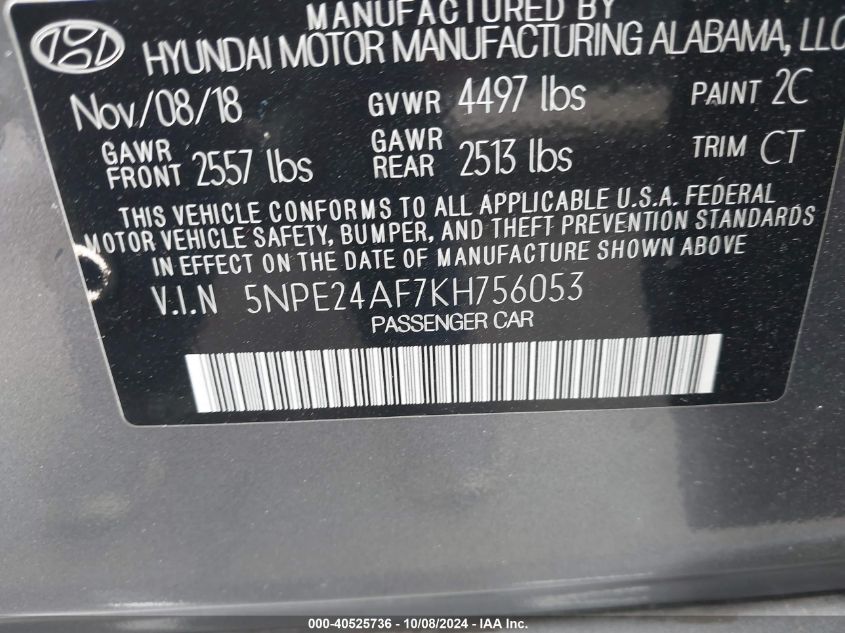 MANUFACTURED BY
HYUNDAI MOTOR MANUFACTURING ALABAMA, LLC
Nov/08/18 GVWR 4497 lbs PAINT 2C
GAWR FRONT 2557 lbs GAWR REAR 2513 lbs TRIM CT
THIS VEHICLE CONFORMS TO ALL APPLICABLE U.S.A. FEDERAL
MOTOR VEHICLE SAFETY, BUMPER, AND THEFT PREVENTION STANDARDS
IN EFFECT ON THE DATE OF MANUFACTURE SHOWN ABOVE
V.I.N 5NPE24AF7KH756053
PASSENGER CAR
000-40525736 - 10/08/2024 - IAA Inc.